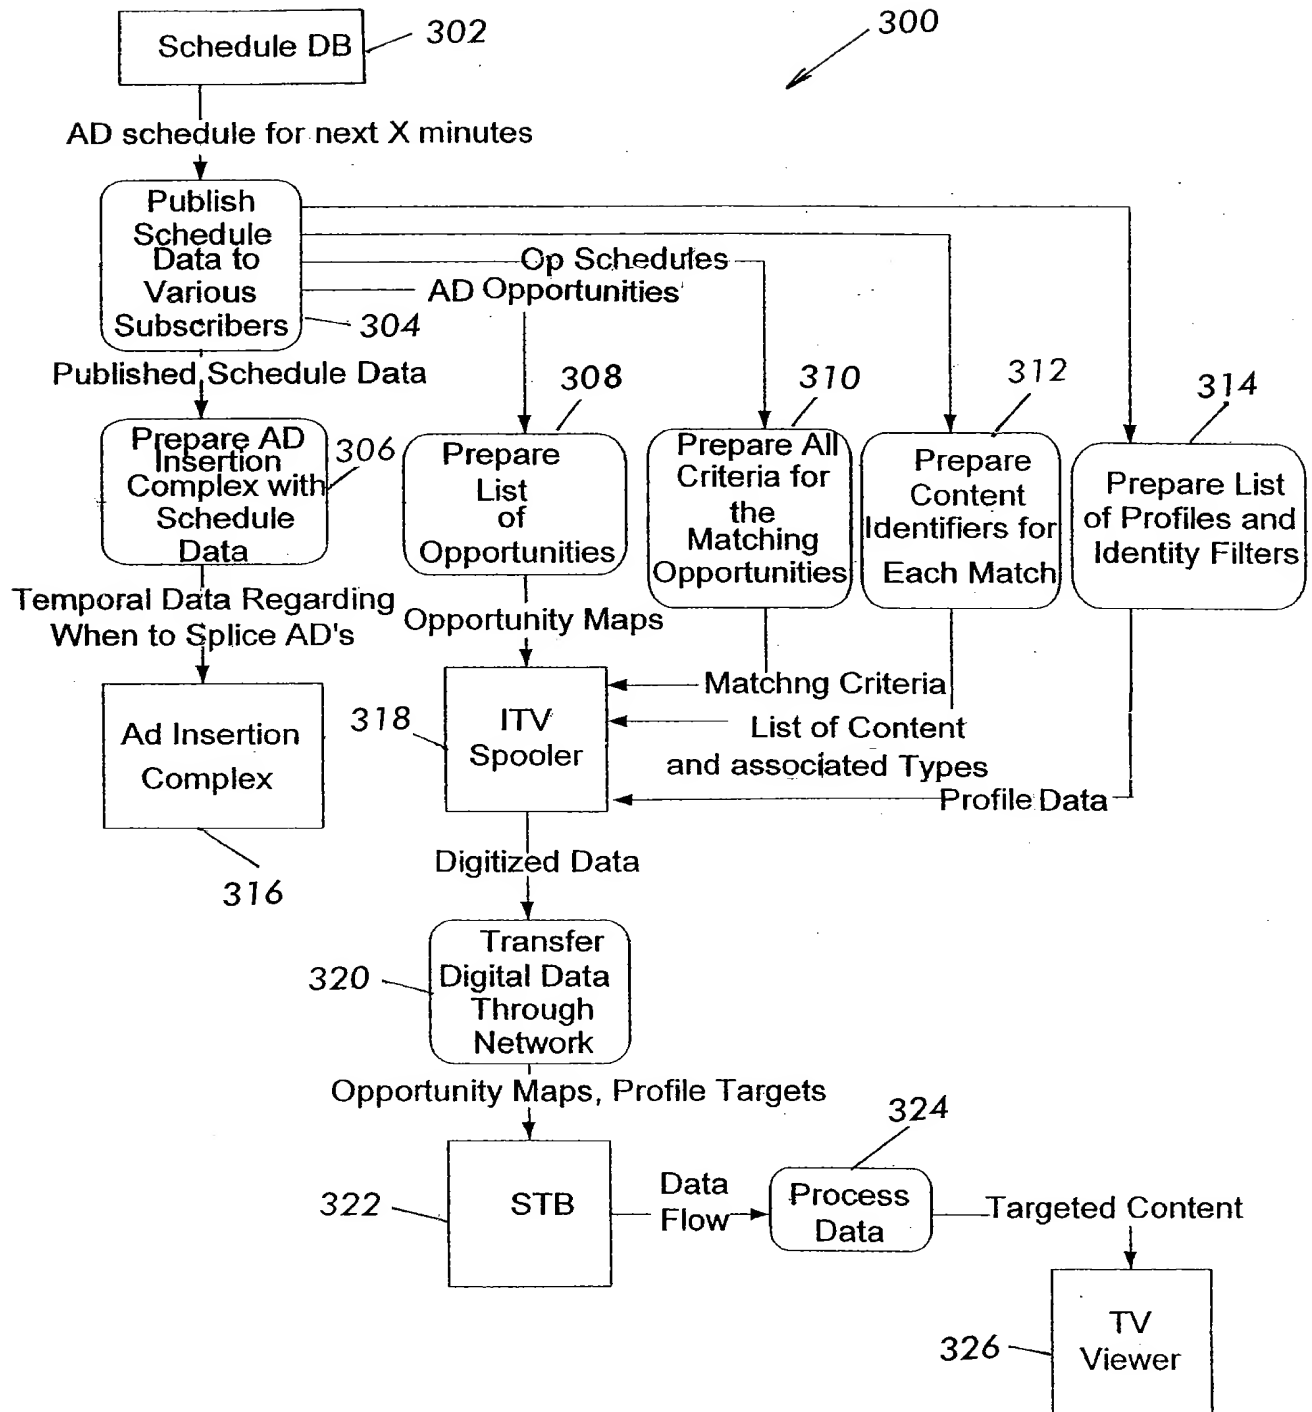 300
Schedule DB
302
AD schedule for next X minutes
Publish
Schedule
Data to
Various
Subscribers
304
Op Schedules
AD Opportunities
Published Schedule Data
Prepare AD
Insertion
Complex with
Schedule
Data
306
308
Prepare
List
of
Opportunities
310
Prepare All
Criteria for
the
Matching
Opportunities
312
Prepare
Content
Identifiers for
Each Match
314
Prepare List
of Profiles and
Identity Filters
Temporal Data Regarding
When to Splice AD's
Opportunity Maps
Ad Insertion
Complex
316
318
ITV
Spooler
Matchng Criteria
List of Content
and associated Types
Profile Data
Digitized Data
320
Transfer
Digital Data
Through
Network
Opportunity Maps, Profile Targets
322
STB
Data
Flow
324
Process
Data
Targeted Content
326
TV
Viewer